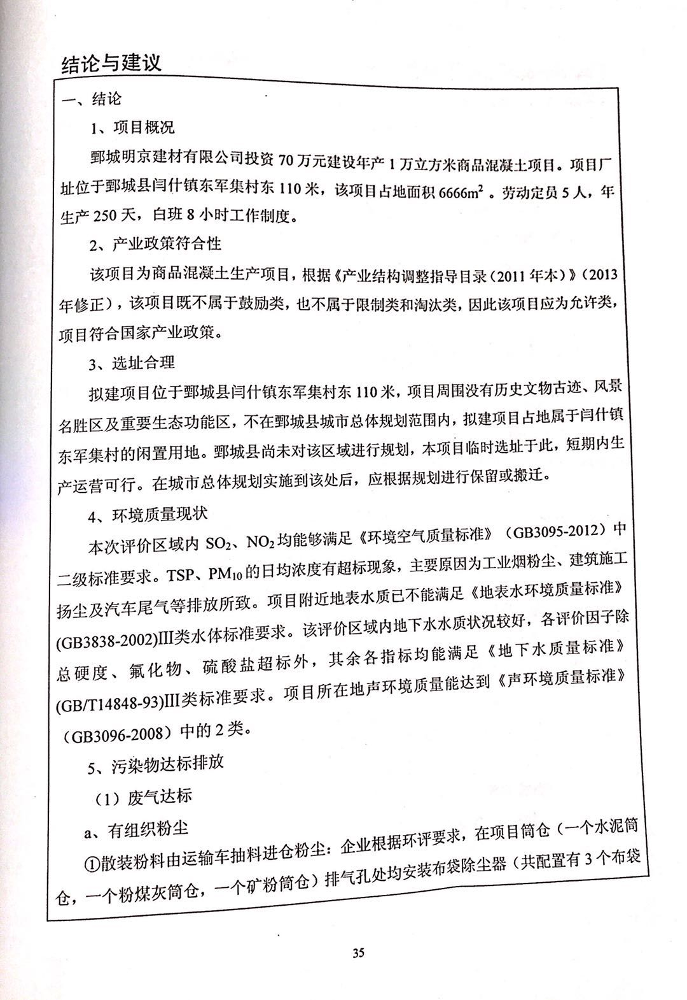 结论与建议
一、结论
1、项目概况
鄄城明京建材有限公司投资 70 万元建设年产 1 万立方米商品混凝土项目。项目厂
址位于鄄城县闫什镇东军集村东 110 米，该项目占地面积 6666m²。劳动定员 5 人，年
生产 250 天，白班 8 小时工作制度。
2、产业政策符合性
该项目为商品混凝土生产项目，根据《产业结构调整指导目录（2011 年本）》（2013
年修正），该项目既不属于鼓励类，也不属于限制类和淘汰类，因此该项目应为允许类，
项目符合国家产业政策。
3、选址合理
拟建项目位于鄄城县闫什镇东军集村东 110 米，项目周围没有历史文物古迹、风景
名胜区及重要生态功能区，不在鄄城县城市总体规划范围内，拟建项目占地属于闫什镇
东军集村的闲置用地。鄄城县尚未对该区域进行规划，本项目临时选址于此，短期内生
产运营可行。在城市总体规划实施到该处后，应根据规划进行保留或搬迁。
4、环境质量现状
本次评价区域内 SO₂、NO₂均能够满足《环境空气质量标准》（GB3095-2012）中
二级标准要求。TSP、PM₁₀的日均浓度有超标现象，主要原因为工业烟粉尘、建筑施工
扬尘及汽车尾气等排放所致。项目附近地表水质已不能满足《地表水环境质量标准》
(GB3838-2002)Ⅲ类水体标准要求。该评价区域内地下水水质状况较好，各评价因子除
总硬度、氟化物、硫酸盐超标外，其余各指标均能满足《地下水质量标准》
(GB/T14848-93)Ⅲ类标准要求。项目所在地声环境质量能达到《声环境质量标准》
（GB3096-2008）中的 2 类。
5、污染物达标排放
（1）废气达标
a、有组织粉尘
①散装粉料由运输车抽料进仓粉尘：企业根据环评要求，在项目筒仓（一个水泥筒
仓，一个粉煤灰筒仓，一个矿粉筒仓）排气孔处均安装布袋除尘器（共配置有 3 个布袋
35